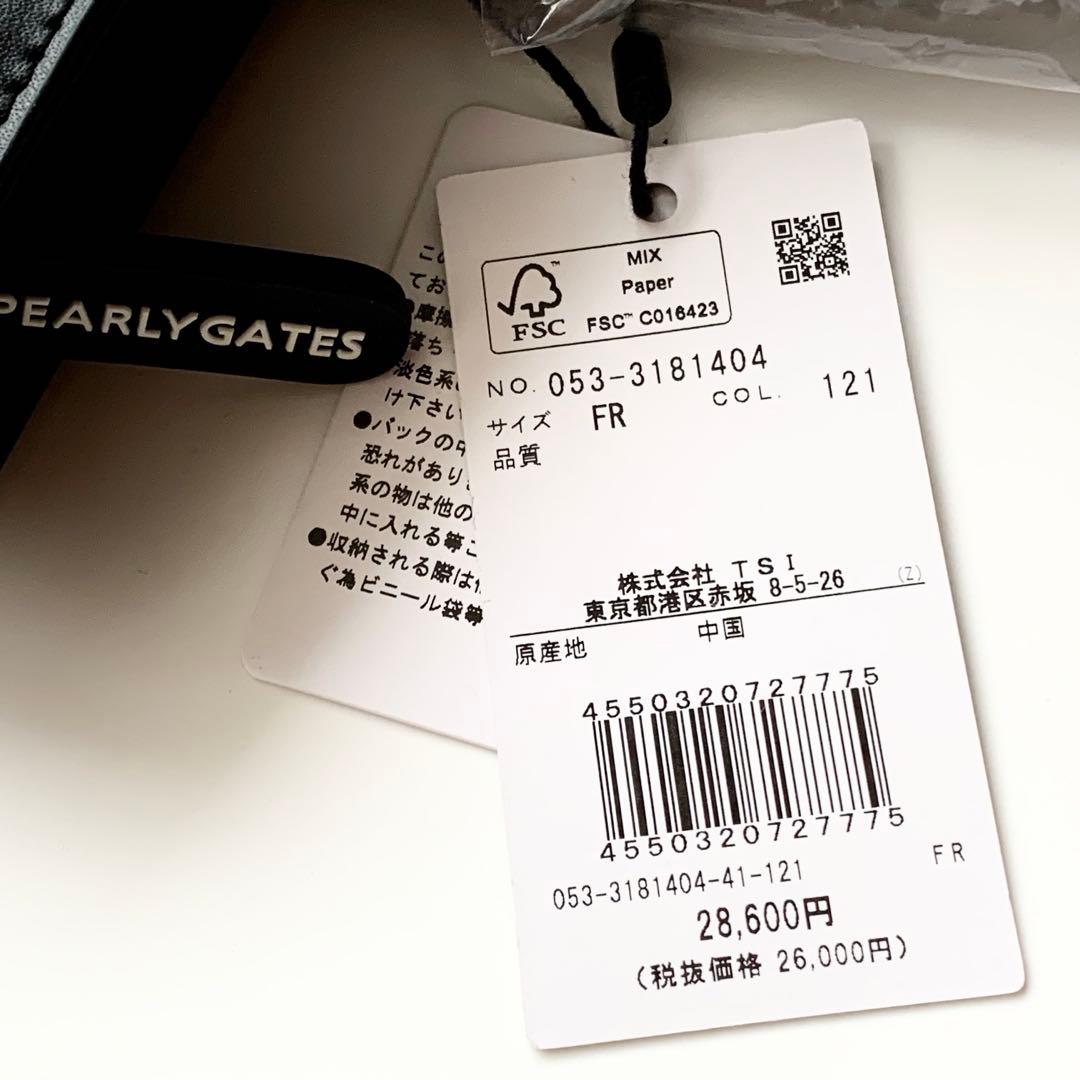 PEARLYGATES
てお
落ち
淡色系
け下さい
●バックの中
恐れがあり
系の物は他の
中に入れる等こ
●収納される際は
ぐ為ビニール袋等
MIX
Paper
FSC™ C016423
FSC
NO. 053-3181404
COL. 121
サイズ FR
品質
株式会社 TSI
東京都港区赤坂 8-5-26 (Z)
原産地 中国
4550320727775
4550320727775
053-3181404-41-121 FR
28,600円
(税抜価格 26,000円)